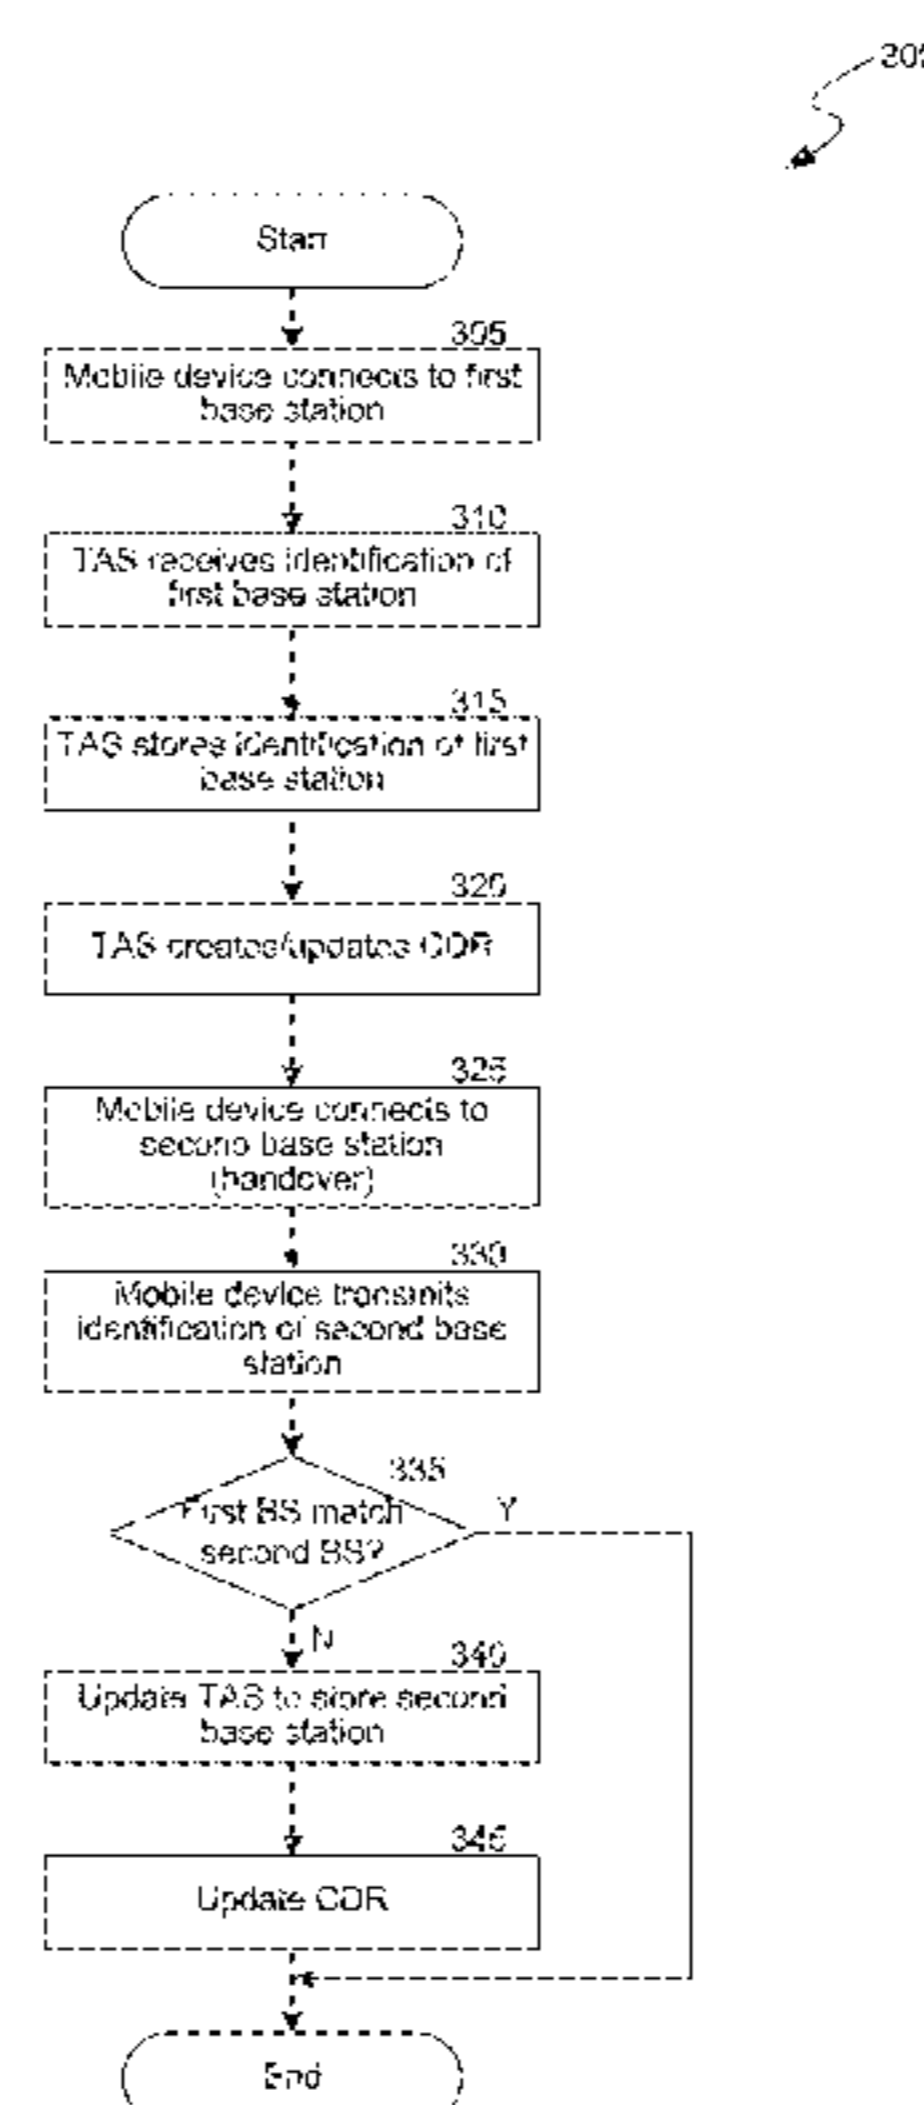 Start
305
Mobile device connects to first
base station
310
TAS receives identification of
first base station
315
TAS stores identification of first
base station
320
TAS creates/updates CDR
325
Mobile device connects to
second base station
(handover)
330
Mobile device transmits
identification of second base
station
335
First BS match
second BS?
Y
N
340
Update TAS to store second
base station
345
Update CDR
End